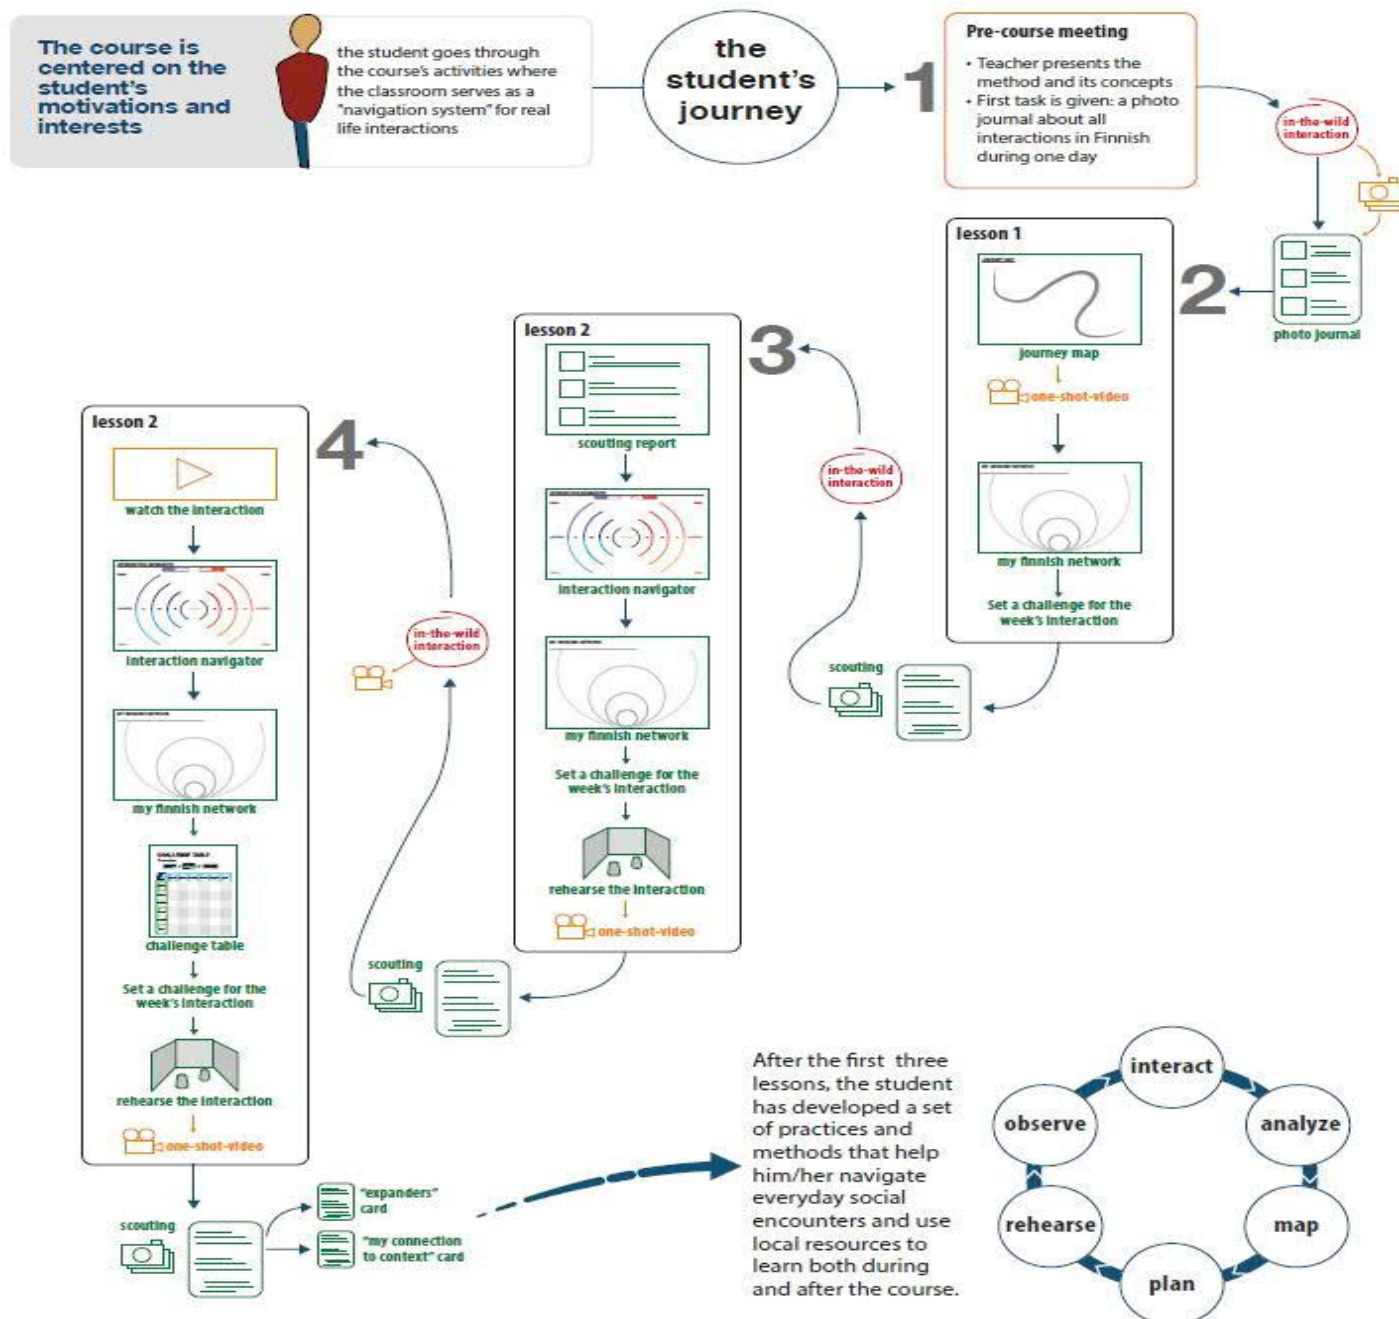 The course is
centered on the
student's
motivations and
interests
the student goes through
the course's activities where
the classroom serves as a
"navigation system" for real
life interactions
the
student's
journey
1
Pre-course meeting
• Teacher presents the
method and its concepts
• First task is given: a photo
journal about all
interactions in Finnish
during one day
in-the-wild
interaction
photo journal
2
lesson 1
journey map
one-shot-video
my finnish network
Set a challenge for the
week's interaction
scouting
in-the-wild
interaction
3
lesson 2
scouting report
interaction navigator
my finnish network
Set a challenge for the
week's interaction
rehearse the interaction
one-shot-video
scouting
in-the-wild
interaction
4
lesson 2
watch the interaction
interaction navigator
my finnish network
CHALLENGE TABLE
challenge table
Set a challenge for the
week's interaction
rehearse the interaction
one-shot-video
scouting
"expanders"
card
"my connection
to context" card
After the first three
lessons, the student
has developed a set
of practices and
methods that help
him/her navigate
everyday social
encounters and use
local resources to
learn both during
and after the course.
interact
analyze
map
plan
rehearse
observe